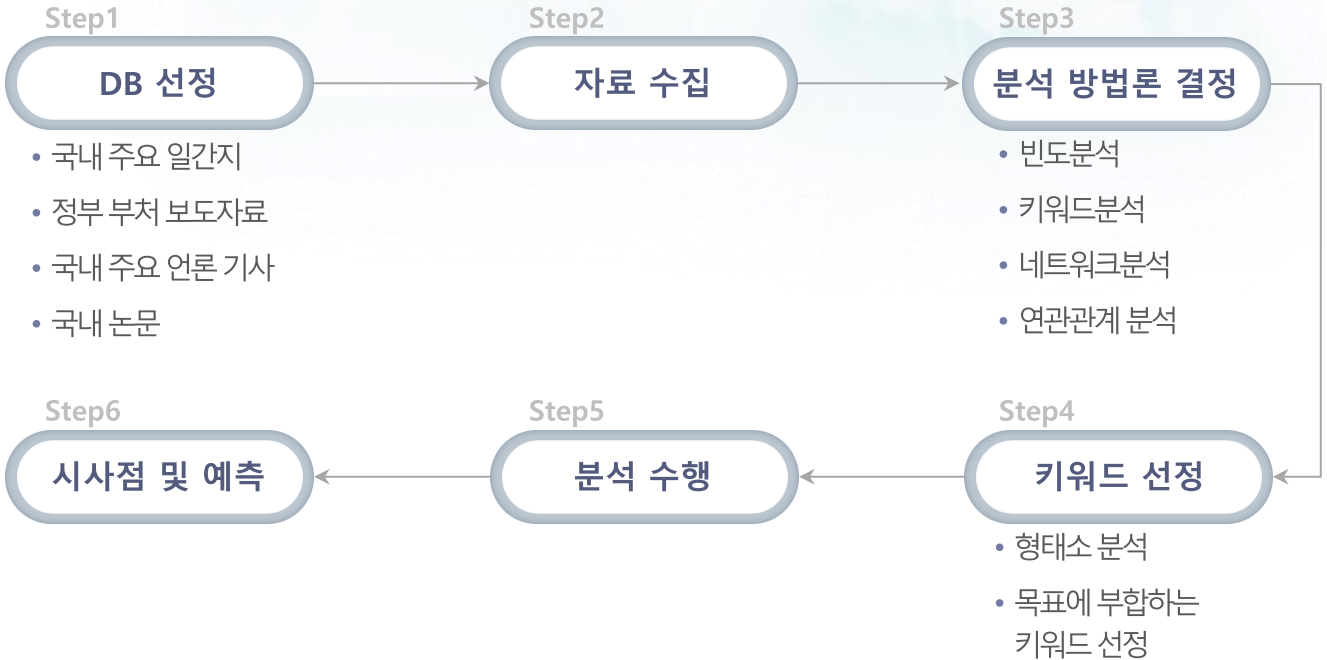 Step1
DB 선정
• 국내 주요 일간지
• 정부 부처 보도자료
• 국내 주요 언론 기사
• 국내 논문
Step2
자료 수집
Step3
분석 방법론 결정
• 빈도분석
• 키워드분석
• 네트워크분석
• 연관관계 분석
Step4
키워드 선정
• 형태소 분석
• 목표에 부합하는
키워드 선정
Step5
분석 수행
Step6
시사점 및 예측